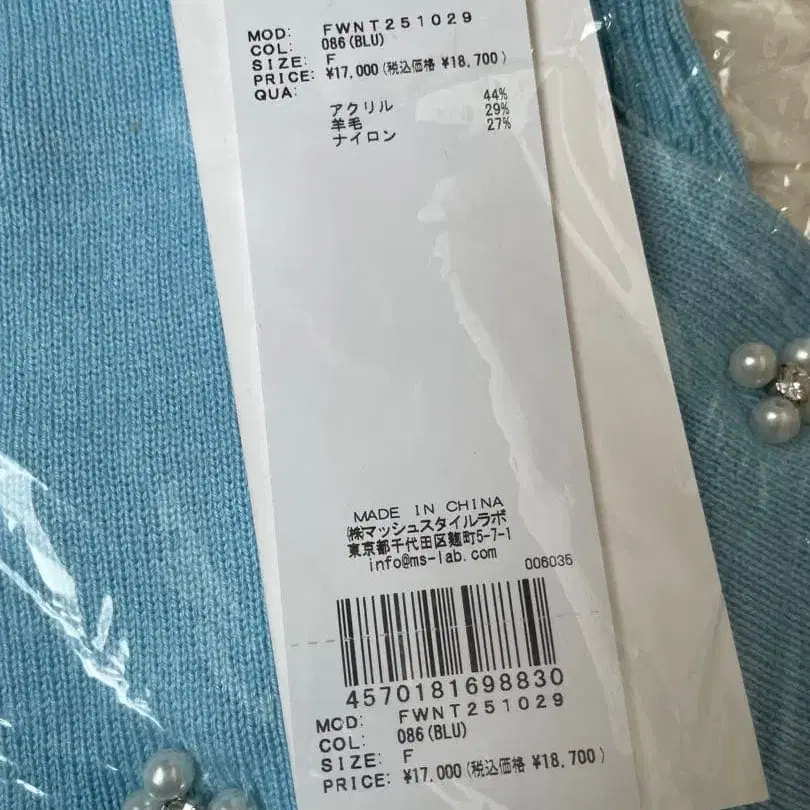 MOD: FWNT251029
COL: 086(BLU)
SIZE: F
PRICE: ¥17,000(税込価格 ¥18,700)
QUA:
アクリル 44%
羊毛 29%
ナイロン 27%
MADE IN CHINA
㈱マッシュスタイルラボ
東京都千代田区麹町5-7-1
info@ms-lab.com
006035
4570181698830
MOD: FWNT251029
COL: 086(BLU)
SIZE: F
PRICE: ¥17,000(税込価格 ¥18,700)